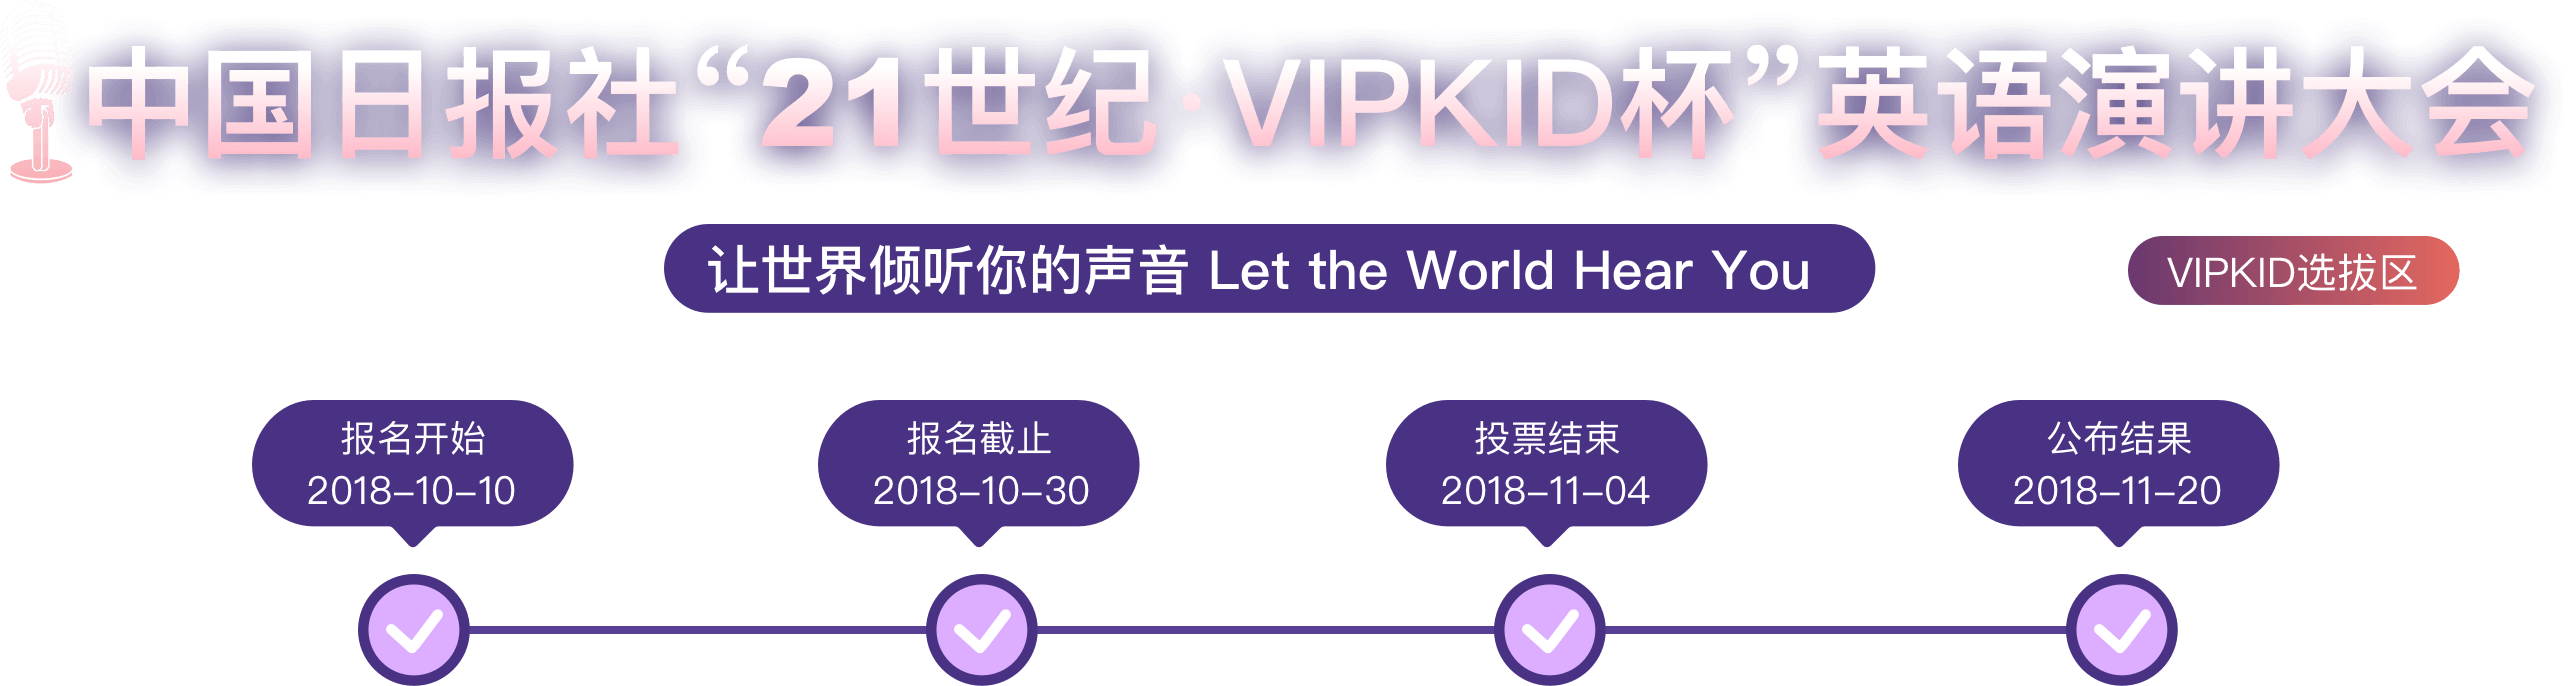 中国日报社“21世纪·VIPKID杯”英语演讲大会
让世界倾听你的声音 Let the World Hear You
VIPKID选拔区
报名开始
2018-10-10
报名截止
2018-10-30
投票结束
2018-11-04
公布结果
2018-11-20